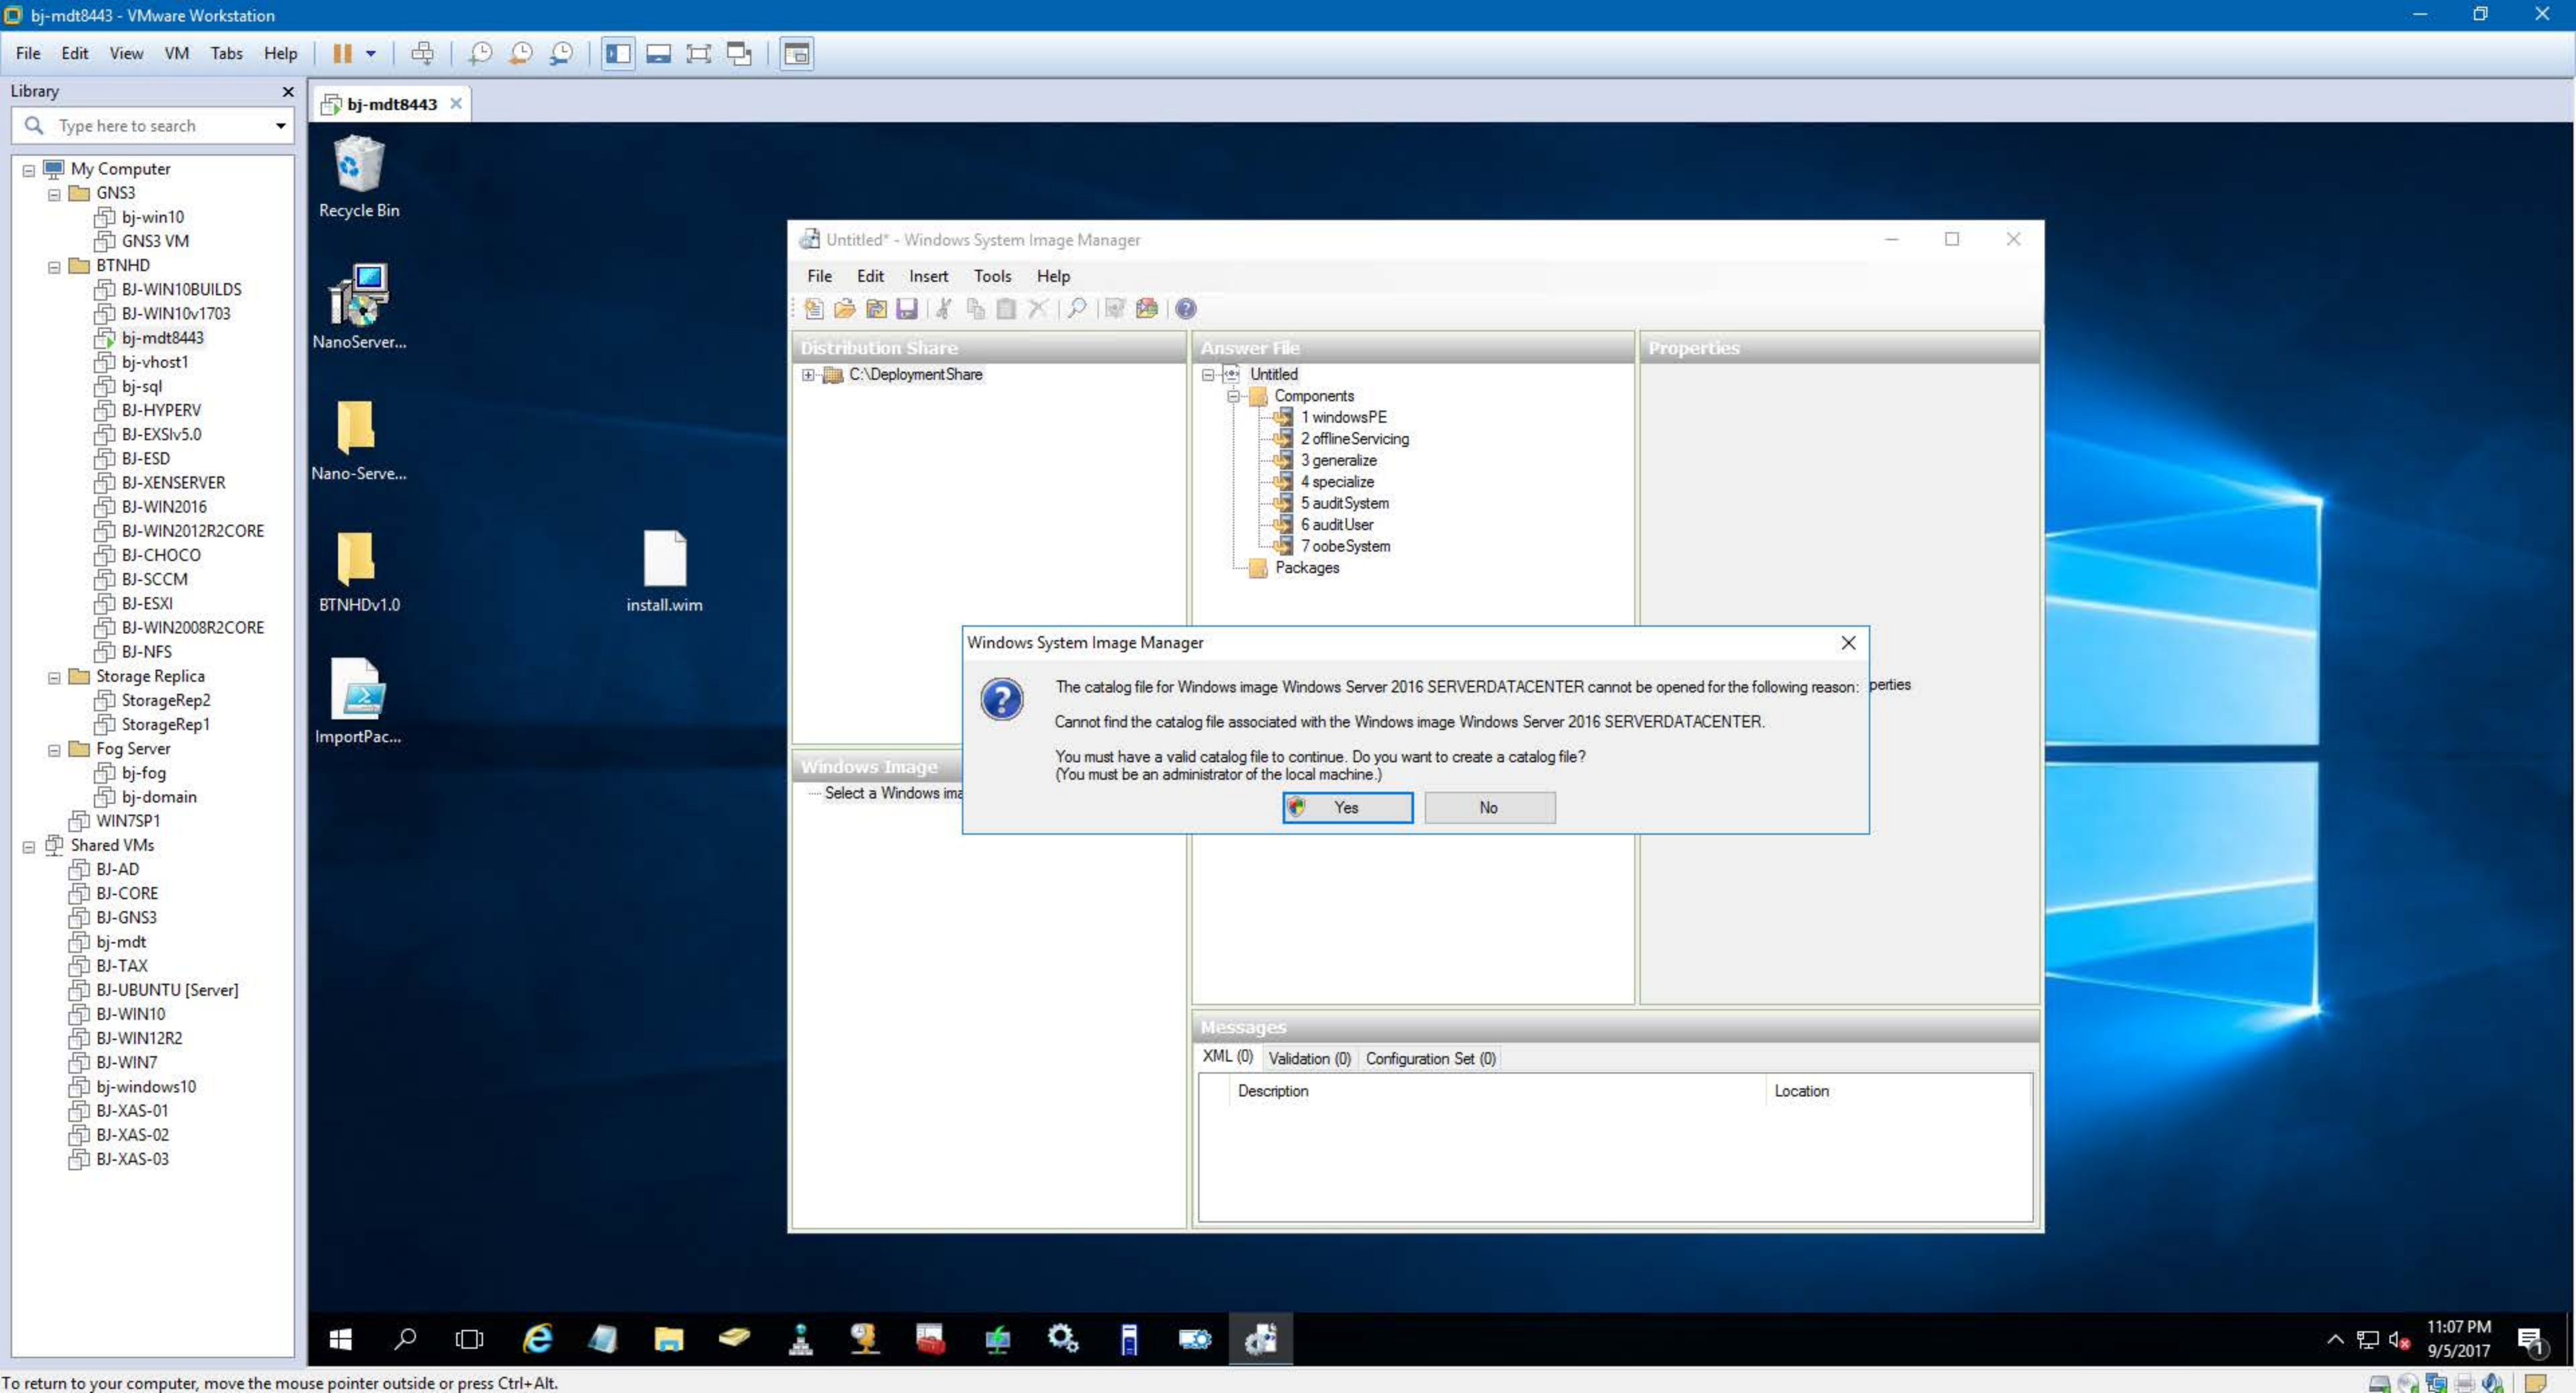 bj-mdt8443 - VMware Workstation
File Edit View VM Tabs Help
Library
Type here to search
My Computer
GNS3
bj-win10
GNS3 VM
BTNHD
BJ-WIN10BUILDS
BJ-WIN10v1703
bj-mdt8443
bj-vhost1
bj-sql
BJ-HYPERV
BJ-EXSIv5.0
BJ-ESD
BJ-XENSERVER
BJ-WIN2016
BJ-WIN2012R2CORE
BJ-CHOCO
BJ-SCCM
BJ-ESXI
BJ-WIN2008R2CORE
BJ-NFS
Storage Replica
StorageRep2
StorageRep1
Fog Server
bj-fog
bj-domain
WIN7SP1
Shared VMs
BJ-AD
BJ-CORE
BJ-GNS3
bj-mdt
BJ-TAX
BJ-UBUNTU [Server]
BJ-WIN10
BJ-WIN12R2
BJ-WIN7
bj-windows10
BJ-XAS-01
BJ-XAS-02
BJ-XAS-03
bj-mdt8443
Recycle Bin
NanoServer...
Nano-Serve...
BTNHDv1.0
install.wim
ImportPac...
Untitled* - Windows System Image Manager
File Edit Insert Tools Help
Distribution Share
C:\DeploymentShare
Answer File
Untitled
Components
1 windowsPE
2 offlineServicing
3 generalize
4 specialize
5 auditSystem
6 auditUser
7 oobeSystem
Packages
Properties
Windows System Image Manager
The catalog file for Windows image Windows Server 2016 SERVERDATACENTER cannot be opened for the following reason:
perties
Cannot find the catalog file associated with the Windows image Windows Server 2016 SERVERDATACENTER.
You must have a valid catalog file to continue. Do you want to create a catalog file?
(You must be an administrator of the local machine.)
Yes No
Windows Image
Select a Windows ima
Messages
XML (0) Validation (0) Configuration Set (0)
Description Location
11:07 PM
9/5/2017
1
To return to your computer, move the mouse pointer outside or press Ctrl+Alt.